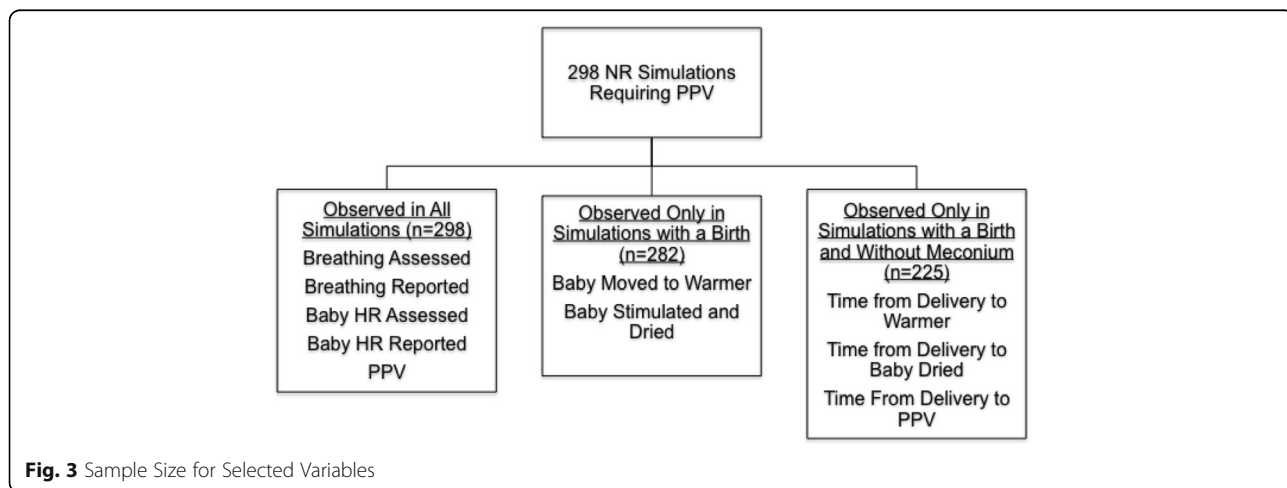 298 NR Simulations
Requiring PPV
Observed in All
Simulations (n=298)
Breathing Assessed
Breathing Reported
Baby HR Assessed
Baby HR Reported
PPV
Observed Only in
Simulations with a Birth
(n=282)
Baby Moved to Warmer
Baby Stimulated and
Dried
Observed Only in
Simulations with a Birth
and Without Meconium
(n=225)
Time from Delivery to
Warmer
Time from Delivery to
Baby Dried
Time From Delivery to
PPV
Fig. 3 Sample Size for Selected Variables